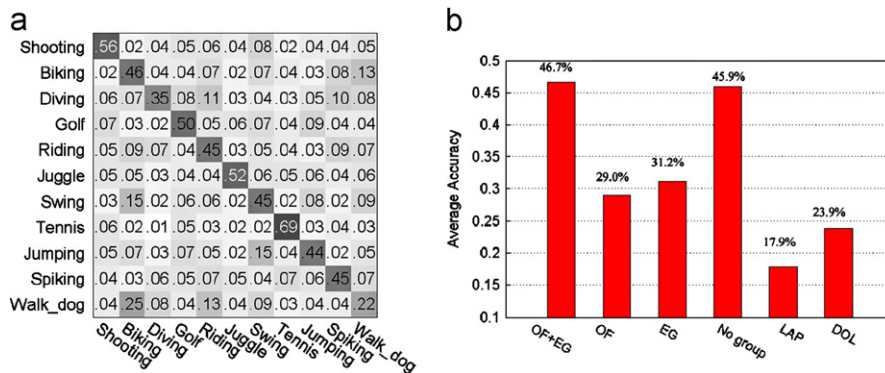 a
Shooting .56 .02 .04 .05 .06 .04 .08 .02 .04 .04 .05
Biking .02 .46 .04 .04 .07 .02 .07 .04 .03 .08 .13
Diving .06 .07 .35 .08 .11 .03 .04 .03 .05 .10 .08
Golf .07 .03 .02 .50 .05 .06 .07 .04 .09 .04 .04
Riding .05 .09 .07 .04 .45 .03 .05 .04 .03 .09 .07
Juggle .05 .05 .03 .04 .04 .52 .06 .05 .06 .04 .06
Swing .03 .15 .02 .06 .06 .02 .45 .02 .08 .02 .09
Tennis .06 .02 .01 .05 .03 .02 .02 .69 .03 .04 .03
Jumping .05 .07 .03 .07 .05 .02 .15 .04 .44 .02 .05
Spiking .04 .03 .06 .05 .07 .05 .04 .07 .06 .45 .07
Walk_dog .04 .25 .08 .04 .13 .04 .09 .03 .04 .04 .22
Shooting Biking Diving Golf Riding Juggle Swing Tennis Jumping Spiking Walk_dog
b
Average Accuracy
0.5
0.45
0.4
0.35
0.3
0.25
0.2
0.15
0.1
46.7%
29.0%
31.2%
45.9%
17.9%
23.9%
OF+EG OF EG No group LAP DOL